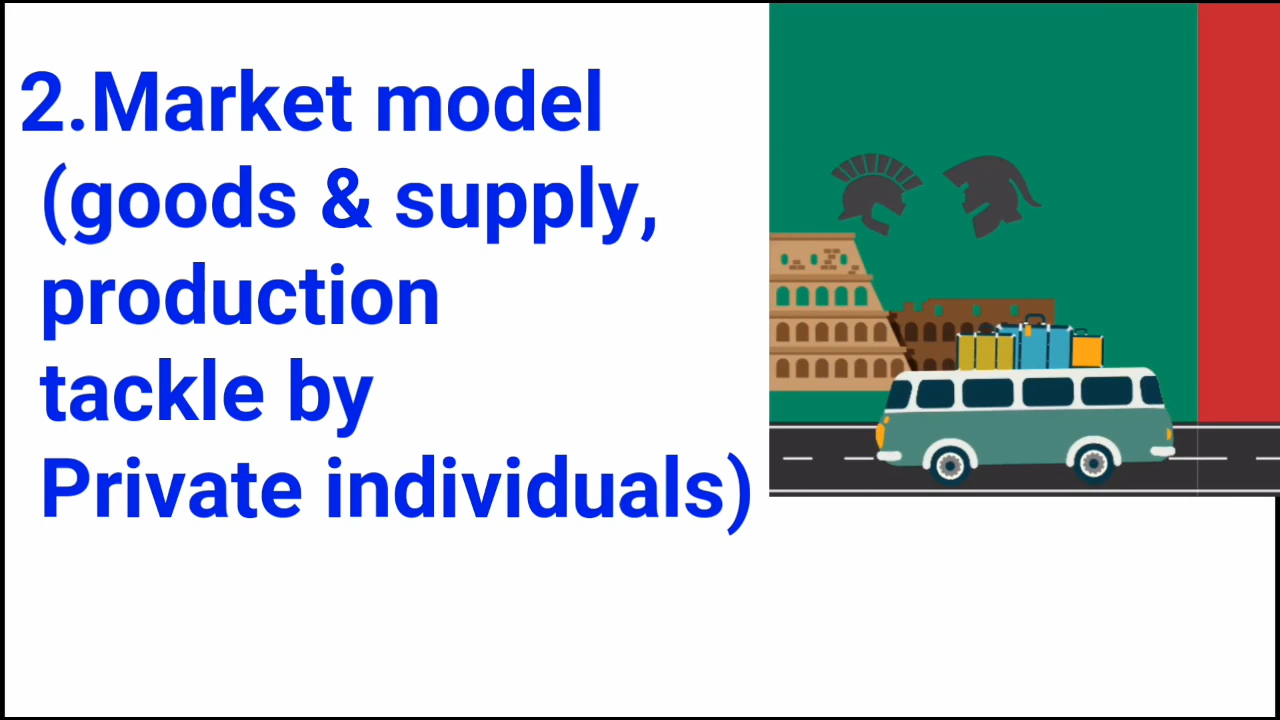 2.Market model
(goods & supply,
production
tackle by
Private individuals)